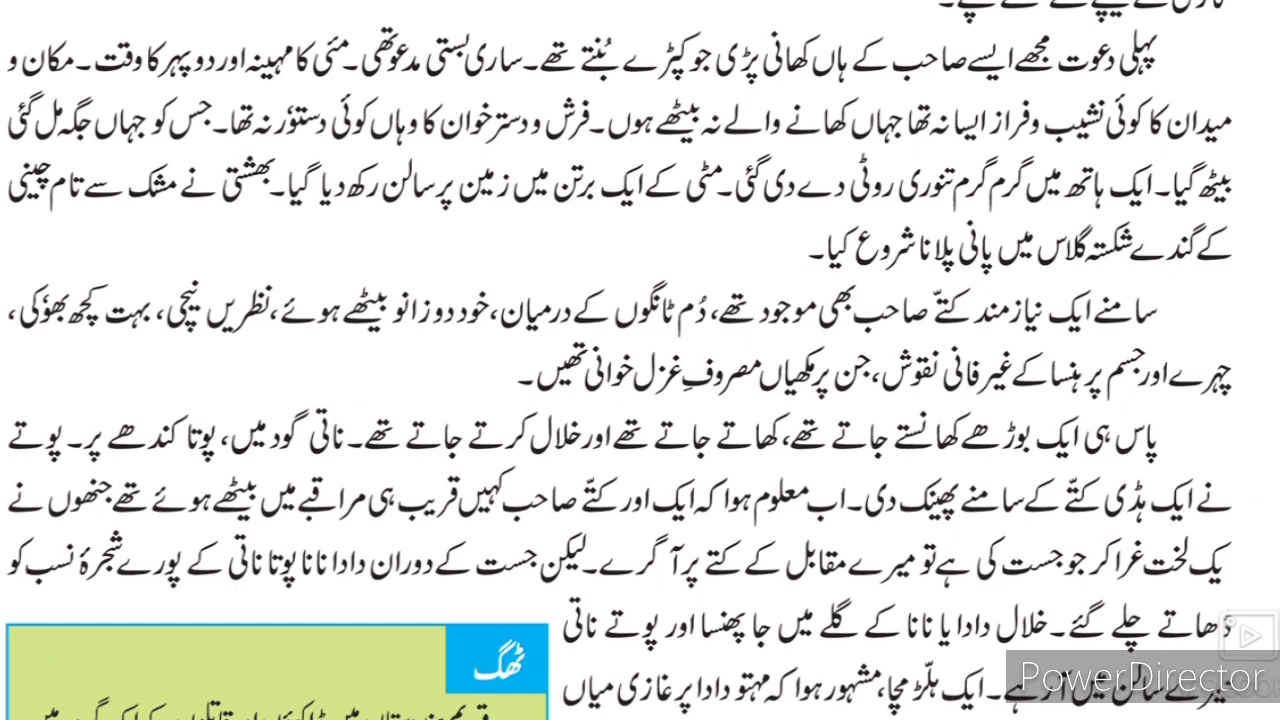 پہلی دعوت مجھے ایسے صاحب کے ہاں کھانی پڑی جو کپڑے بُنتے تھے۔ ساری بستی مدعو تھی۔ مئی کا مہینہ اور دوپہر کا وقت۔ مکان و
میدان کا کوئی نشیب و فراز ایسا نہ تھا جہاں کھانے والے نہ بیٹھے ہوں۔ فرش و دسترخوان کا وہاں کوئی دستوٗر نہ تھا۔ جس کو جہاں جگہ مل گئی
بیٹھ گیا۔ ایک ہاتھ میں گرم گرم تنوری روٹی دے دی گئی۔ مٹی کے ایک برتن میں زمین پر سالن رکھ دیا گیا۔ بھشتی نے مشک سے تام چینی
کے گندے شکستہ گلاس میں پانی پلانا شروع کیا۔
سامنے ایک نیازمند کتّے صاحب بھی موجود تھے، دُم ٹانگوں کے درمیان، خود دوزانو بیٹھے ہوئے، نظریں نیچی، بہت کچھ بھوٗکی،
چہرے اور جسم پر ہنسا کے غیر فانی نقوش، جن پر مکھیاں مصروفِ غزل خوانی تھیں۔
پاس ہی ایک بوڑھے کھانستے جاتے تھے، کھاتے جاتے تھے اور خلال کرتے جاتے تھے۔ ناتی گود میں، پوتا کندھے پر۔ پوتے
نے ایک ہڈی کتّے کے سامنے پھینک دی۔ اب معلوم ہوا کہ ایک اور کتّے صاحب کہیں قریب ہی مراقبے میں بیٹھے ہوئے تھے جنھوں نے
یک لخت غرا کر جو جست کی ہے تو میرے مقابل کے کتے پر آ گرے۔ لیکن جست کے دوران دادا نانا پوتا ناتی کے پورے شجرۂ نسب کو
ڈھاتے چلے گئے۔ خلال دادا یا نانا کے گلے میں جا پھنسا اور پوتے ناتی
میرے سالن میں آ رہے۔ ایک ہلّڑ مچا، مشہور ہوا کہ مہتو دادا پر غازی میاں
ٹھگ
PowerDirector